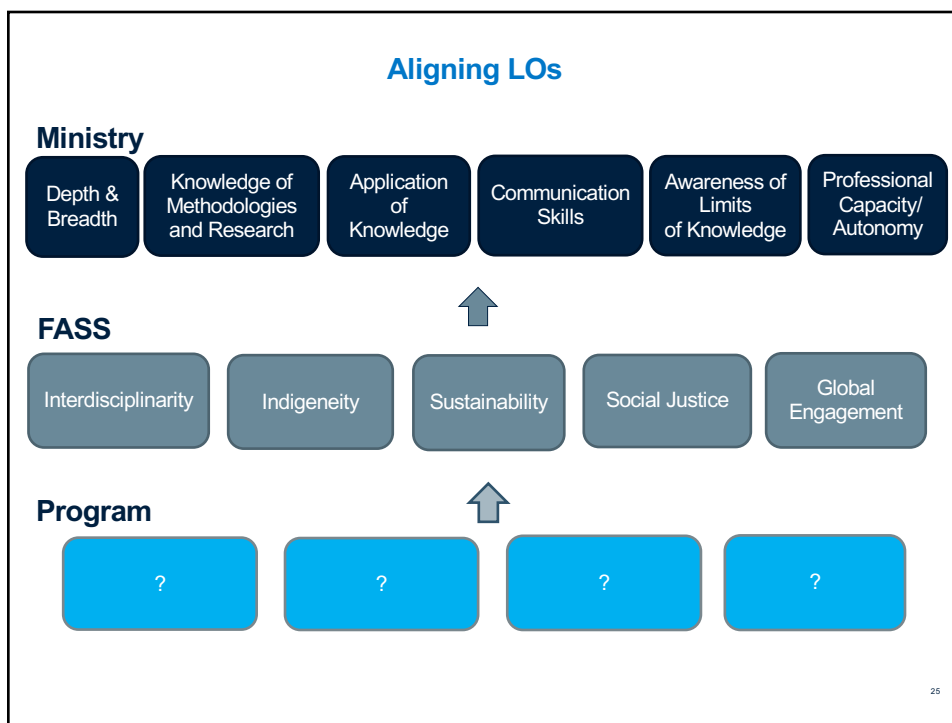 Aligning LOs
Ministry
Depth &
Breadth
Knowledge of
Methodologies
and Research
Application
of
Knowledge
Communication
Skills
Awareness of
Limits
of Knowledge
Professional
Capacity/
Autonomy
FASS
Interdisciplinarity
Indigeneity
Sustainability
Social Justice
Global
Engagement
Program
?
?
?
?
25